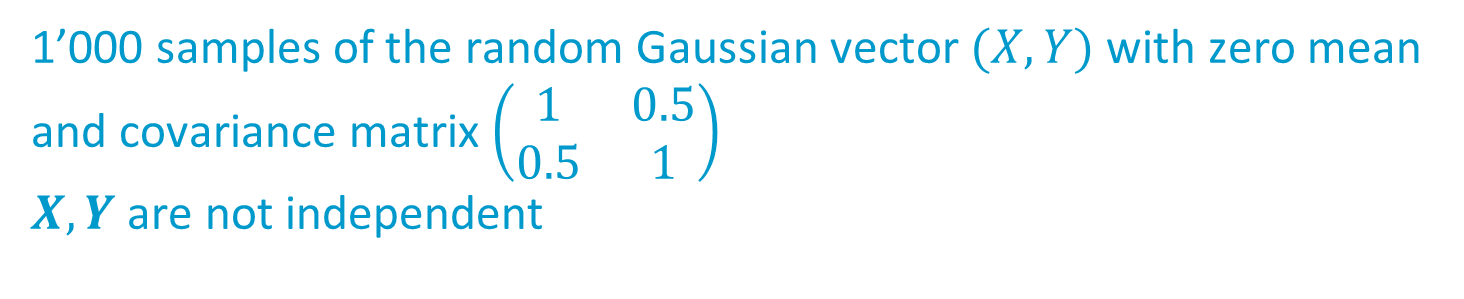 1’000 samples of the random Gaussian vector (X, Y) with zero mean
and covariance matrix (1 0.5
0.5 1)
X, Y are not independent